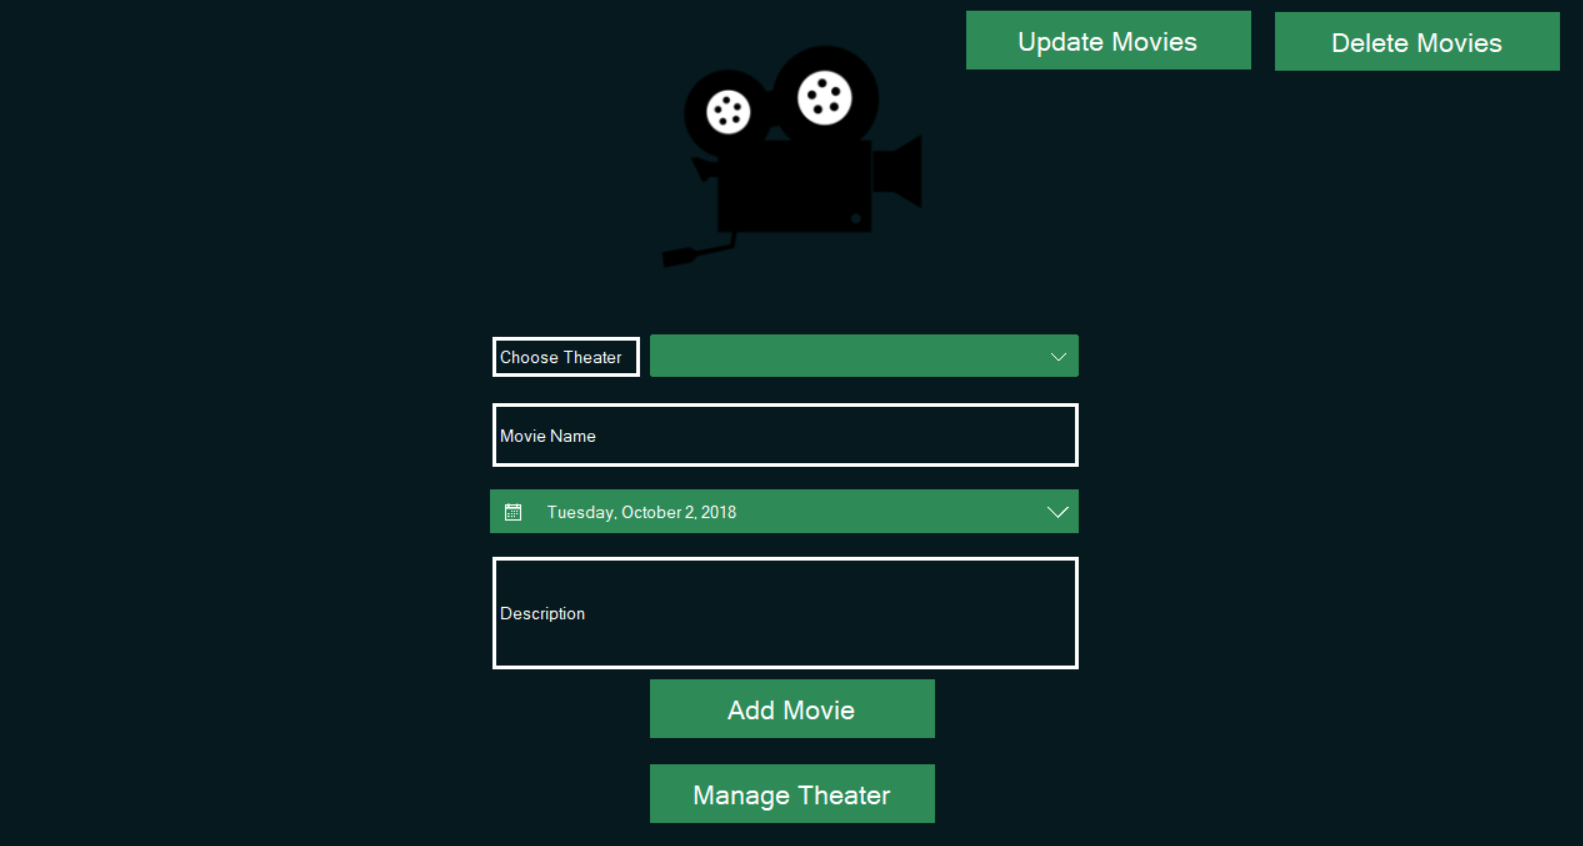 Update Movies
Delete Movies
Choose Theater
Movie Name
Tuesday, October 2, 2018
Description
Add Movie
Manage Theater